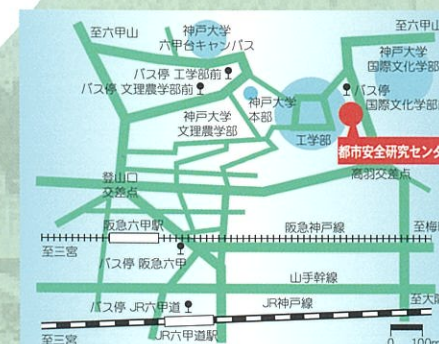 至六甲山
神戸大学
六甲台キャンパス
至六甲山
神戸大学
国際文化学部
バス停 工学部前
バス停 文理農学部前
バス停
国際文化学部
神戸大学
本部
神戸大学
文理農学部
工学部
都市安全研究センタ
登山口
交差点
高羽交差点
阪急六甲駅
阪急神戸線
至三宮
至梅
バス停 阪急六甲
山手幹線
バス停 JR六甲道
JR神戸線
至大
至三宮
JR六甲道駅
0 100m